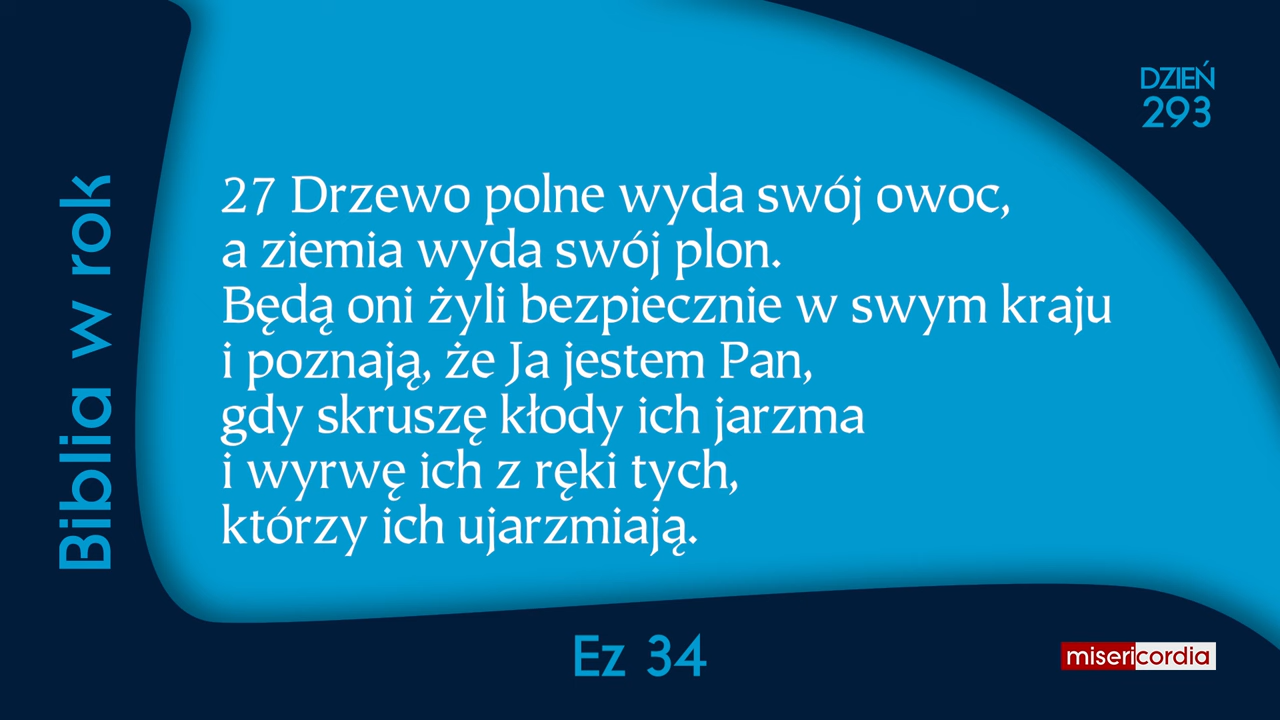 DZIEŃ
293
Biblia w rok
27 Drzewo polne wyda swój owoc,
a ziemia wyda swój plon.
Będą oni żyli bezpiecznie w swym kraju
i poznają, że Ja jestem Pan,
gdy skruszę kłody ich jarzma
i wyrwę ich z ręki tych,
którzy ich ujarzmiają.
Ez 34
misericordia